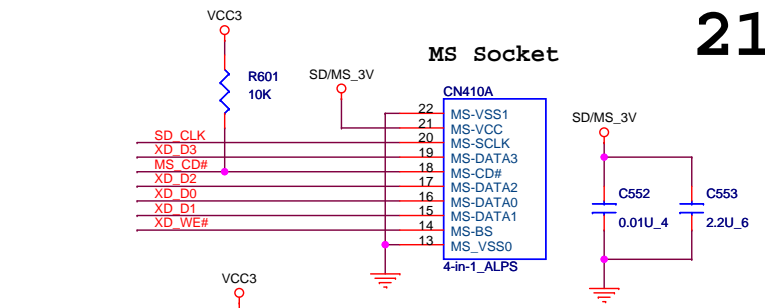 VCC3
21
MS Socket
R601
10K
SD/MS_3V
CN410A
SD/MS_3V
22 MS-VSS1
21 MS-VCC
SD_CLK 20 MS-SCLK
XD_D3 19 MS-DATA3
MS_CD# 18 MS-CD#
XD_D2 17 MS-DATA2
XD_D0 16 MS-DATA0
XD_D1 15 MS-DATA1
XD_WE# 14 MS-BS
13 MS_VSS0
4-in-1_ALPS
C552
0.01U_4
C553
2.2U_6
VCC3